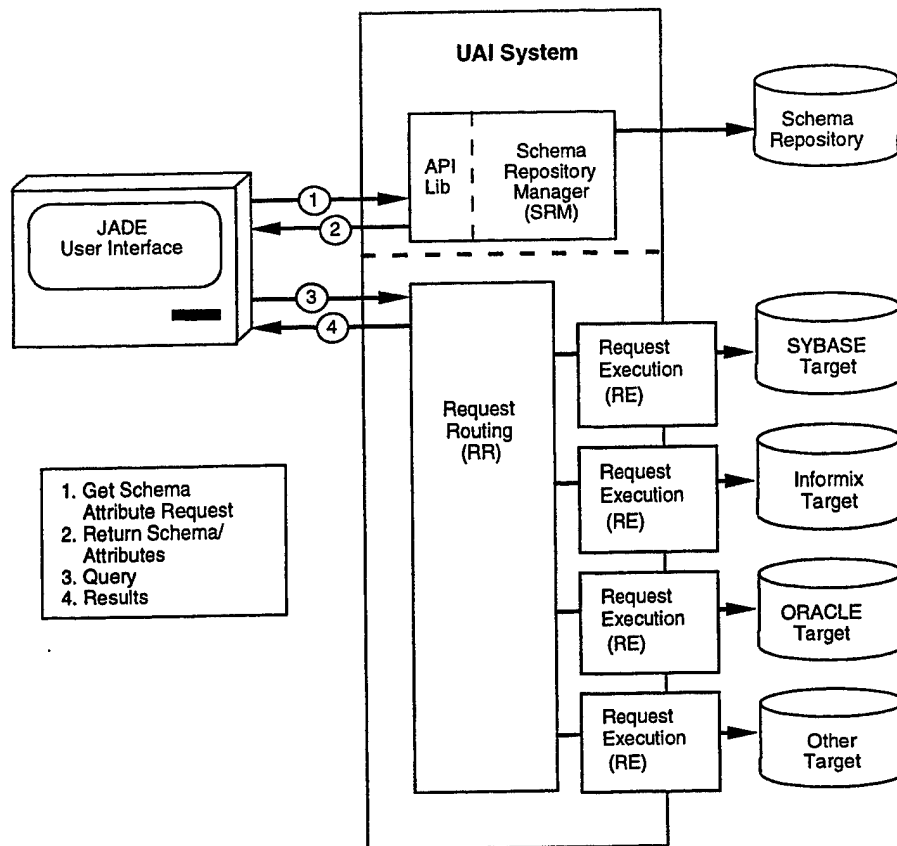 UAI System
Schema
Repository
API
Lib
Schema
Repository
Manager
(SRM)
JADE
User Interface
1
2
3
4
Request
Routing
(RR)
Request
Execution
(RE)
SYBASE
Target
Request
Execution
(RE)
Informix
Target
Request
Execution
(RE)
ORACLE
Target
Request
Execution
(RE)
Other
Target
1. Get Schema
Attribute Request
2. Return Schema/
Attributes
3. Query
4. Results